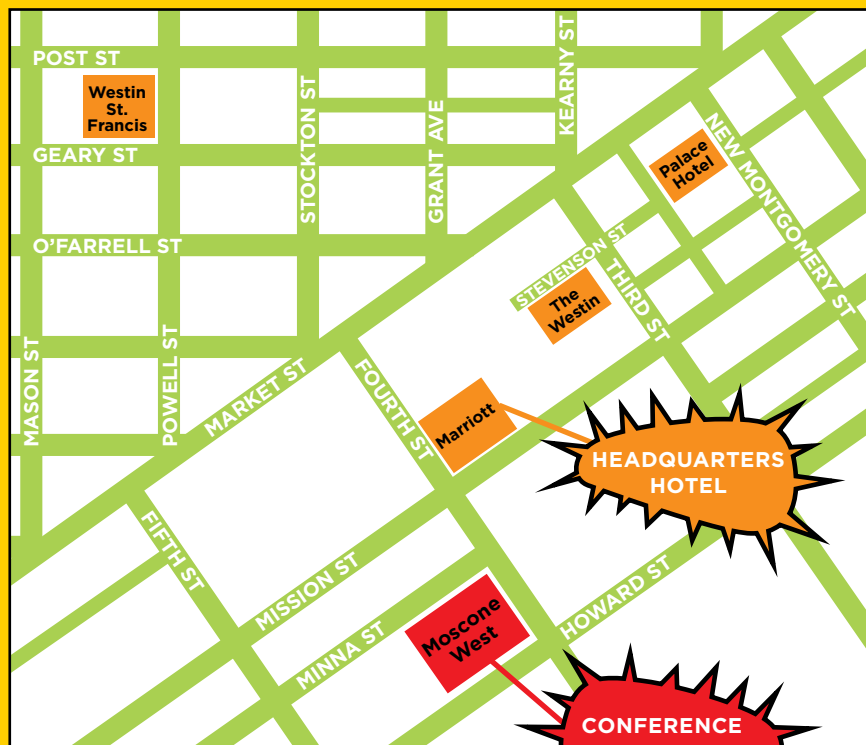 POST ST
KEARNY ST
Westin
St.
Francis
STOCKTON ST
GRANT AVE
NEW MONTGOMERY ST
Palace
Hotel
GEARY ST
O'FARRELL ST
STEVENSON ST
THIRD ST
The
Westin
MASON ST
POWELL ST
MARKET ST
FOURTH ST
Marriott
HEADQUARTERS
HOTEL
FIFTH ST
MISSION ST
MINNA ST
HOWARD ST
Moscone
West
CONFERENCE